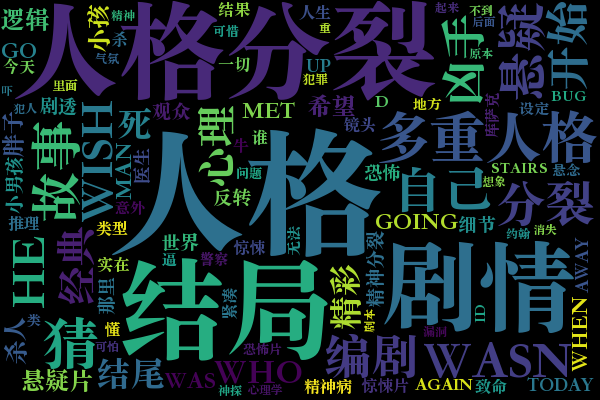 逻辑
小孩
精神
人格分裂
结果
可惜
人生
重
起来
不到
后面
GO
今天
杀
气氛
一切
UP
犯罪
原本
凶手
悬疑
开始
吓
里面
犯人
剧透
WISH
观众
MET
希望
D
地方
库萨克
设定
BUG
小男孩
胖子
故事
死
MAN
医生
心理
谁
牛
镜头
多重人格
推理
意外
反转
问题
恐怖
自己
STAIRS
悬念
想象
分裂
HE
经典
类型
世界
人格
GOING
细节
约翰
消失
实在
逼
惊悚
警察
无法
那里
紧凑
结局
精彩
精神分裂
剧情
ID
AWAY
WHEN
杀人
类
猜
懂
可怕
恐怖片
剧本
漏洞
编剧
WASN
悬疑片
结尾
WAS
WHO
神探
心理学
精神病
惊悚片
AGAIN
致命
TODAY